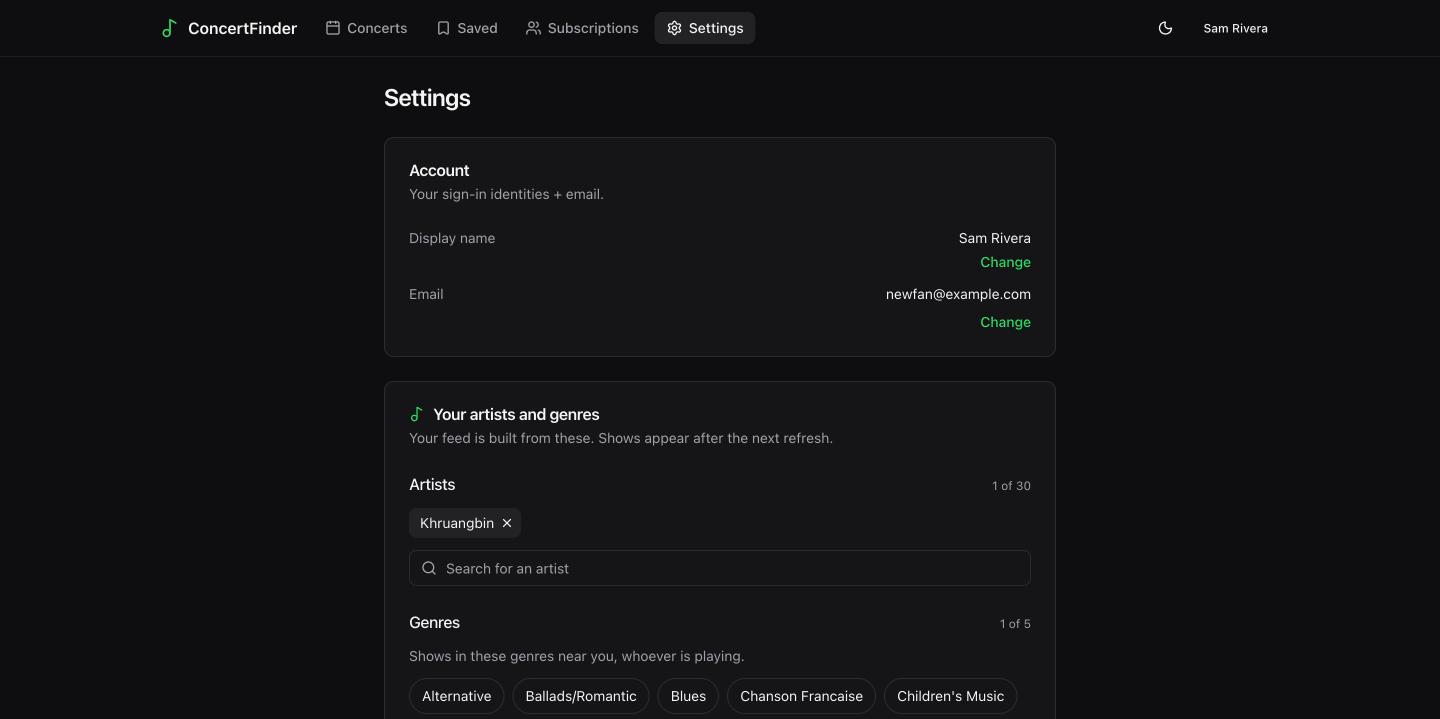 ConcertFinder Concerts Saved Subscriptions Settings Sam Rivera
Settings
Account
Your sign-in identities + email.
Display name Sam Rivera
Change
Email newfan@example.com
Change
Your artists and genres
Your feed is built from these. Shows appear after the next refresh.
Artists 1 of 30
Khruangbin
Search for an artist
Genres 1 of 5
Shows in these genres near you, whoever is playing.
Alternative Ballads/Romantic Blues Chanson Francaise Children's Music